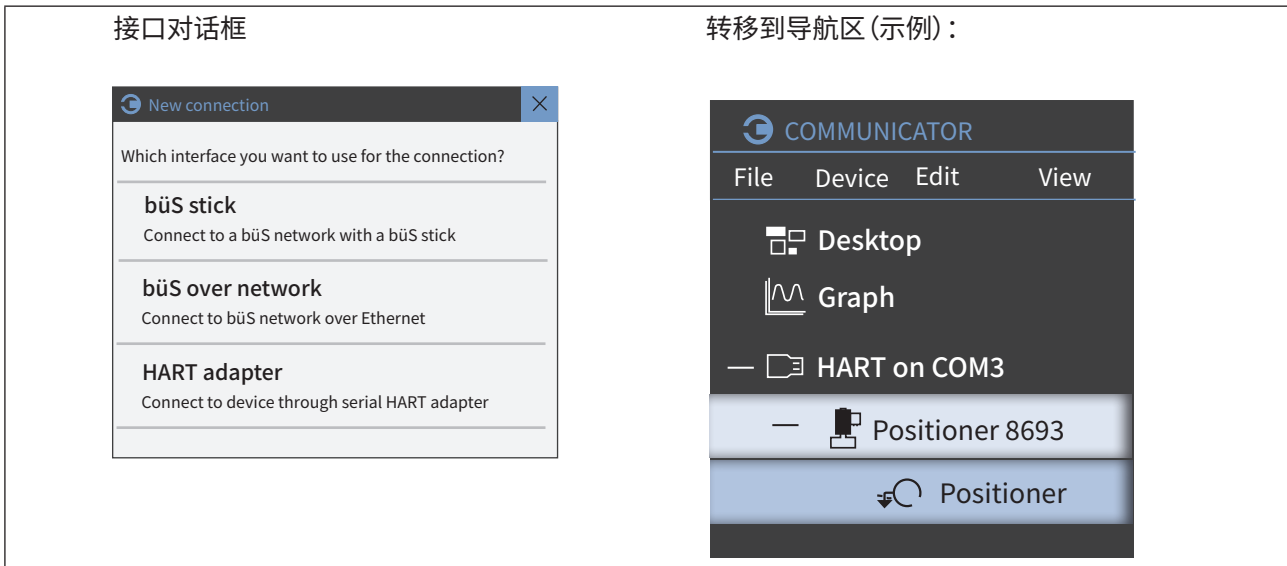 接口对话框
New connection
Which interface you want to use for the connection?
büS stick
Connect to a büS network with a büS stick
büS over network
Connect to büS network over Ethernet
HART adapter
Connect to device through serial HART adapter
转移到导航区(示例):
COMMUNICATOR
File Device Edit View
Desktop
Graph
HART on COM3
Positioner 8693
Positioner